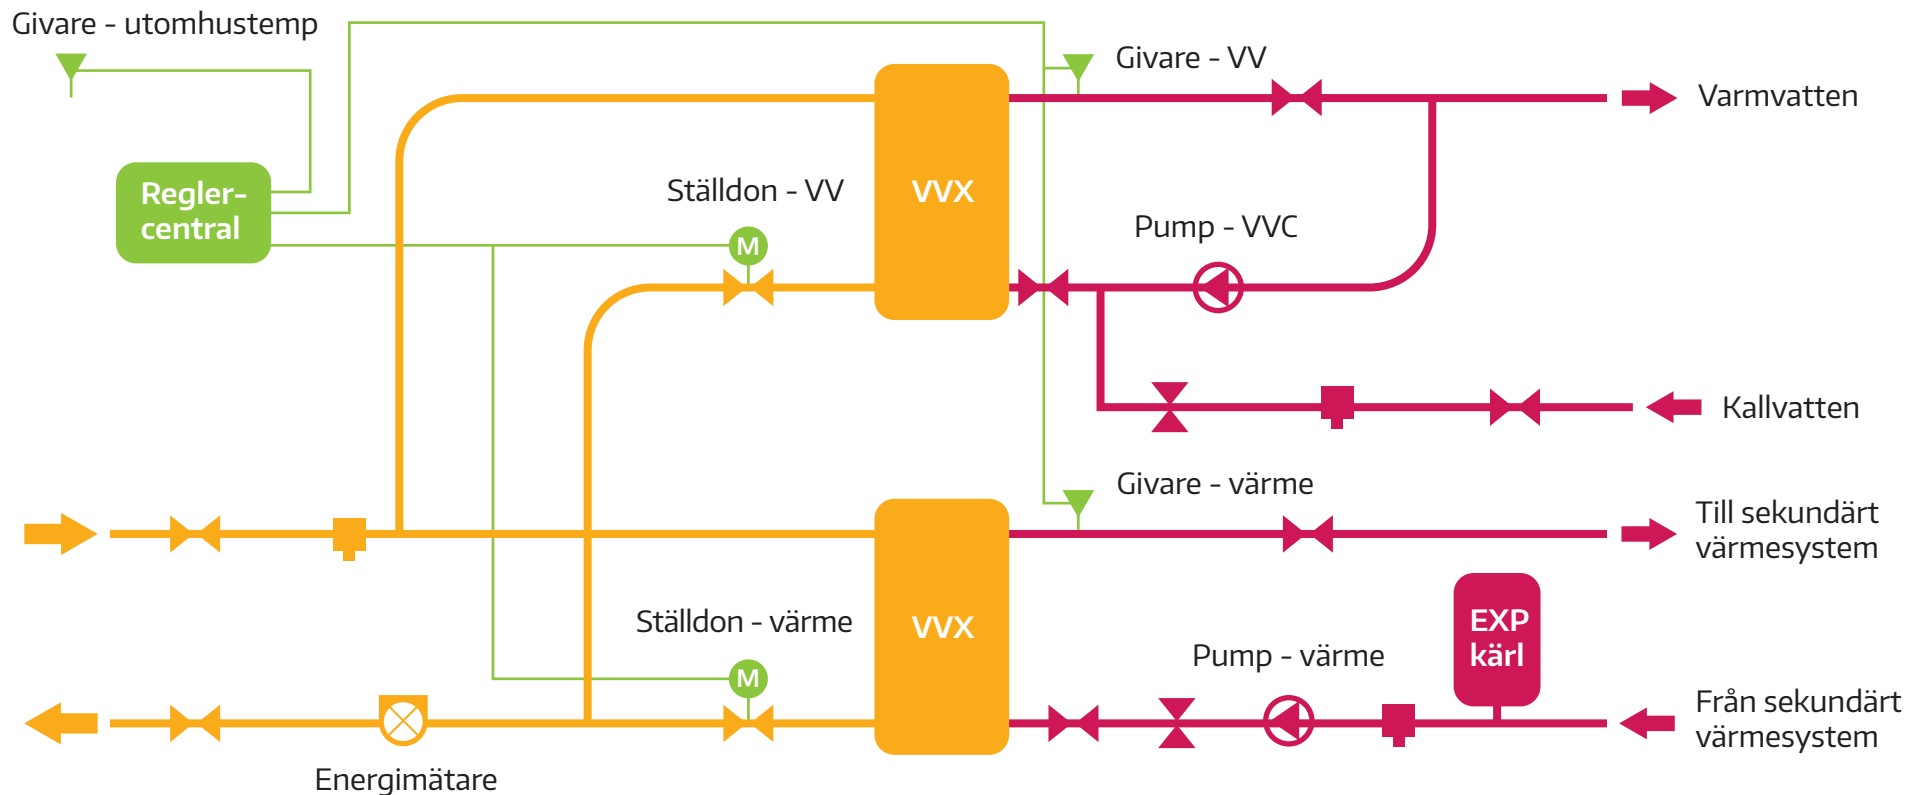 Givare - utomhustemp
Givare - VV
Varmvatten
Regler-
central
Ställdon - VV
M
VVX
Pump - VVC
Kallvatten
Givare - värme
Till sekundärt
värmesystem
Ställdon - värme
M
VVX
Pump - värme
EXP
kärl
Från sekundärt
värmesystem
Energimätare